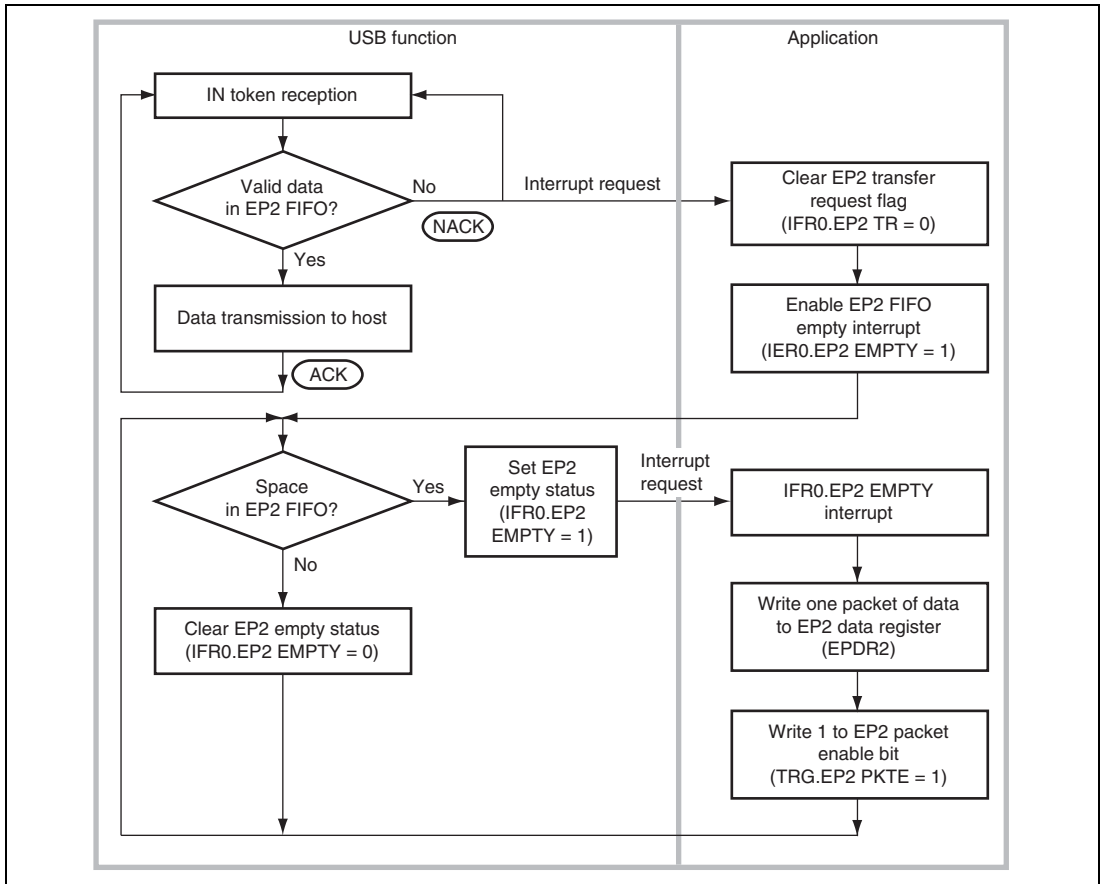 USB function
Application
IN token reception
Valid data
in EP2 FIFO?
No
NACK
Interrupt request
Clear EP2 transfer
request flag
(IFR0.EP2 TR = 0)
Yes
Data transmission to host
ACK
Enable EP2 FIFO
empty interrupt
(IER0.EP2 EMPTY = 1)
Space
in EP2 FIFO?
Yes
Set EP2
empty status
(IFR0.EP2
EMPTY = 1)
Interrupt
request
IFR0.EP2 EMPTY
interrupt
No
Clear EP2 empty status
(IFR0.EP2 EMPTY = 0)
Write one packet of data
to EP2 data register
(EPDR2)
Write 1 to EP2 packet
enable bit
(TRG.EP2 PKTE = 1)